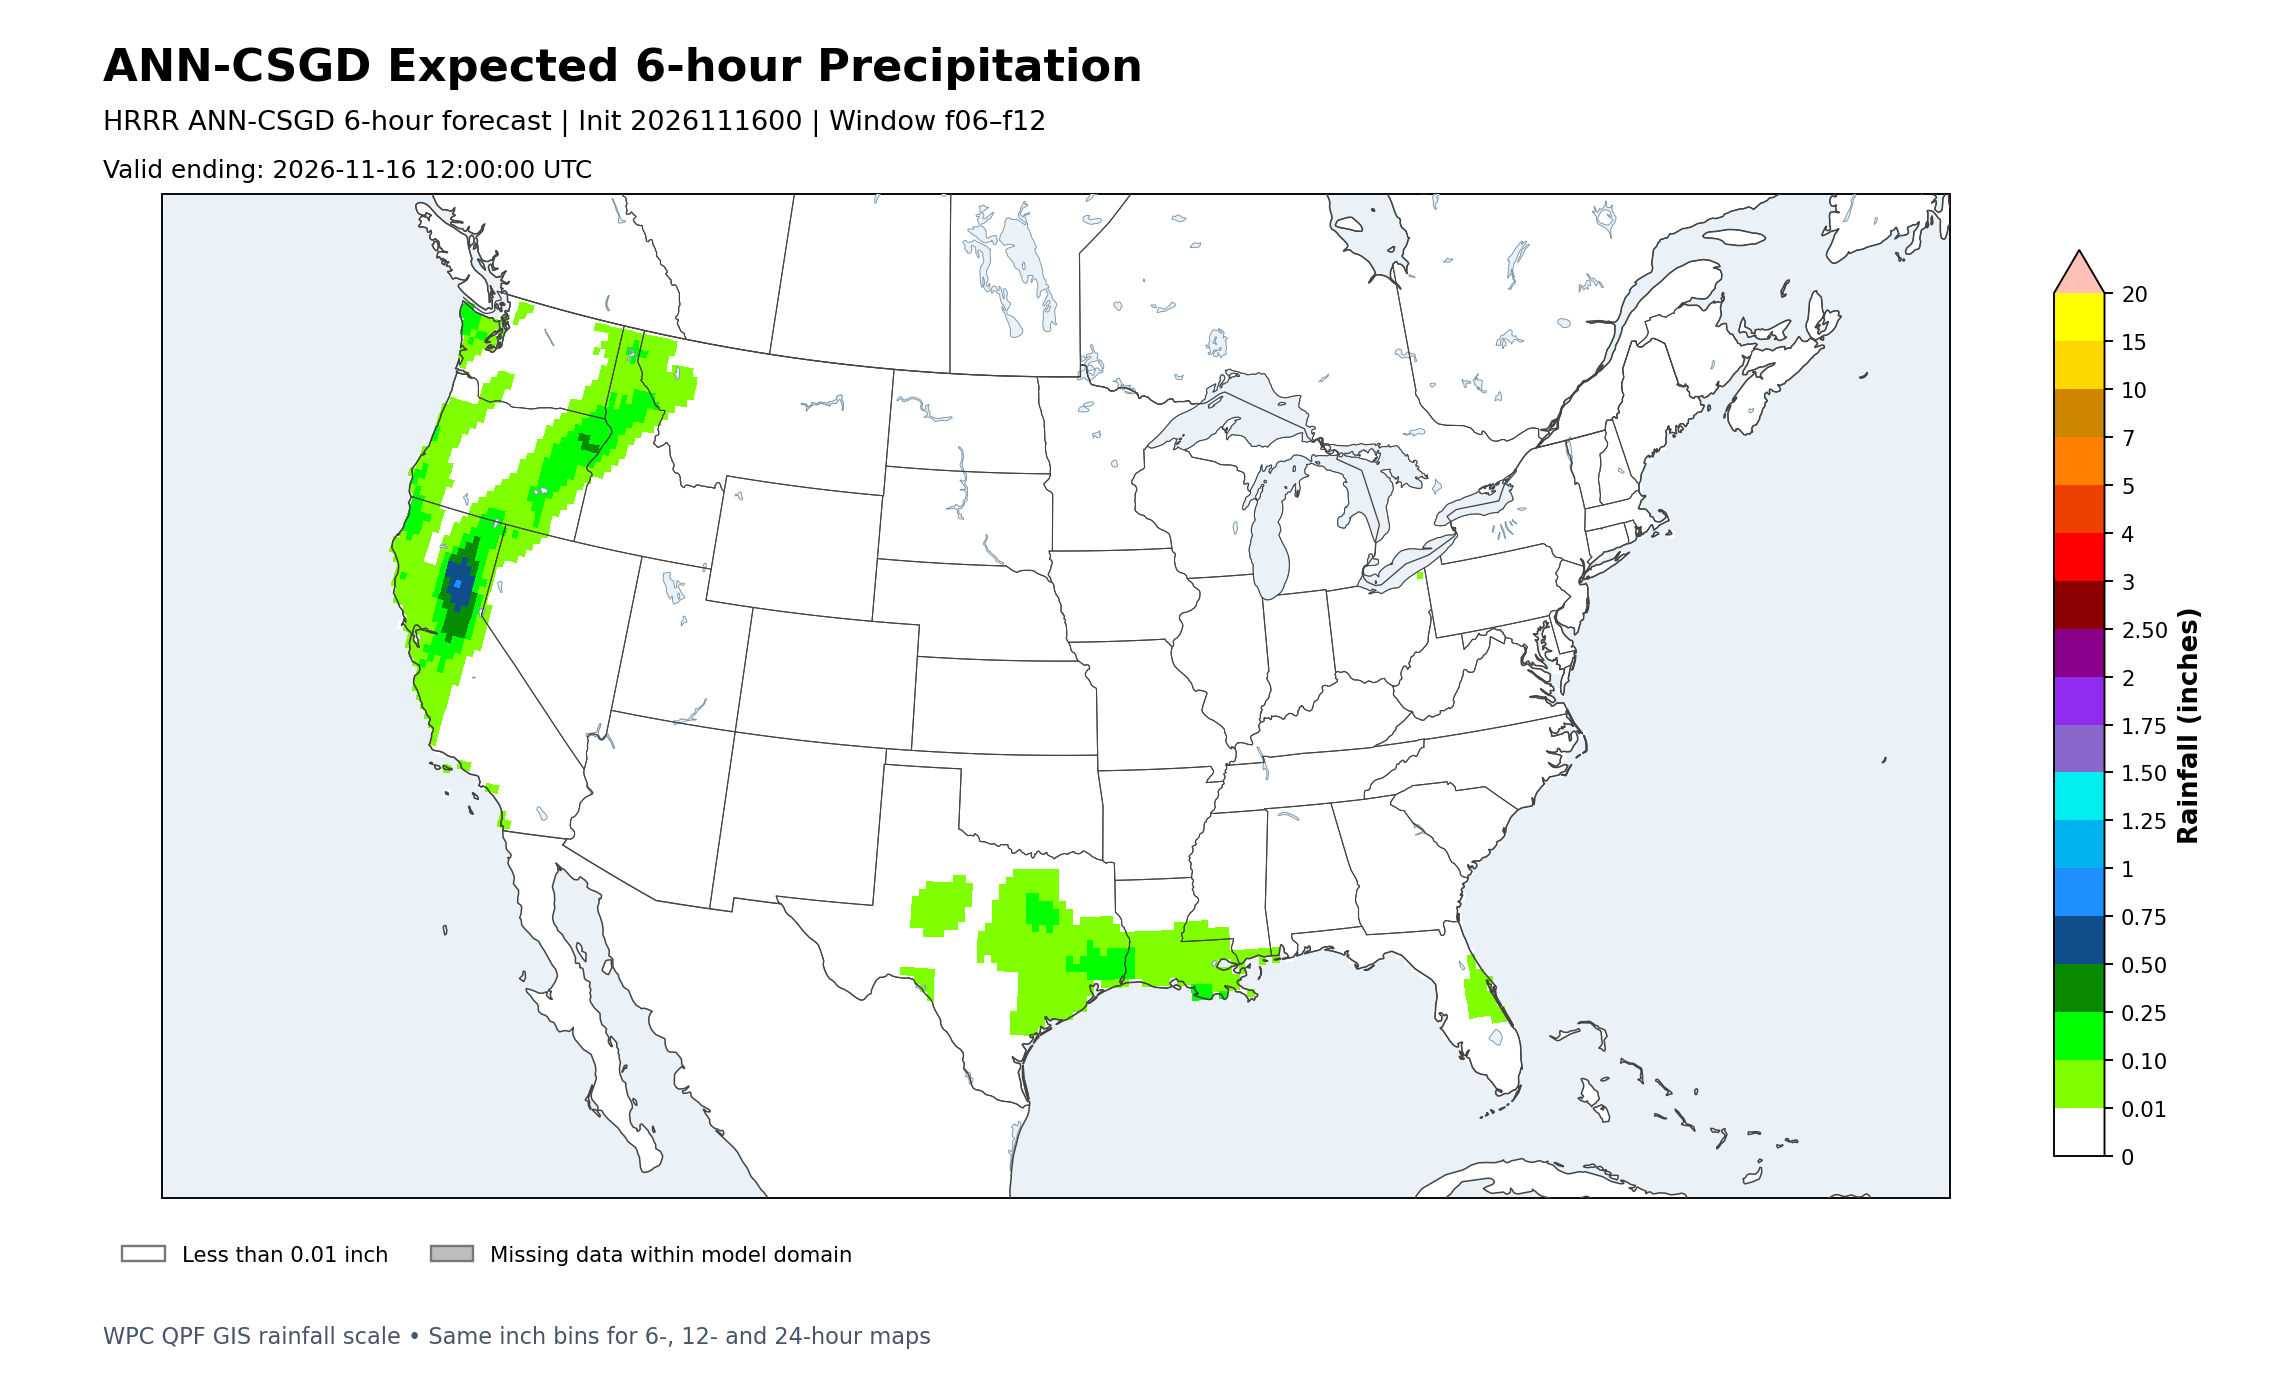 ANN-CSGD Expected 6-hour Precipitation
HRRR ANN-CSGD 6-hour forecast | Init 2026111600 | Window f06–f12
Valid ending: 2026-11-16 12:00:00 UTC
20
15
10
7
5
4
3
2.50
2
1.75
1.50
1.25
1
0.75
0.50
0.25
0.10
0.01
0
Rainfall (inches)
Less than 0.01 inch
Missing data within model domain
WPC QPF GIS rainfall scale • Same inch bins for 6-, 12- and 24-hour maps